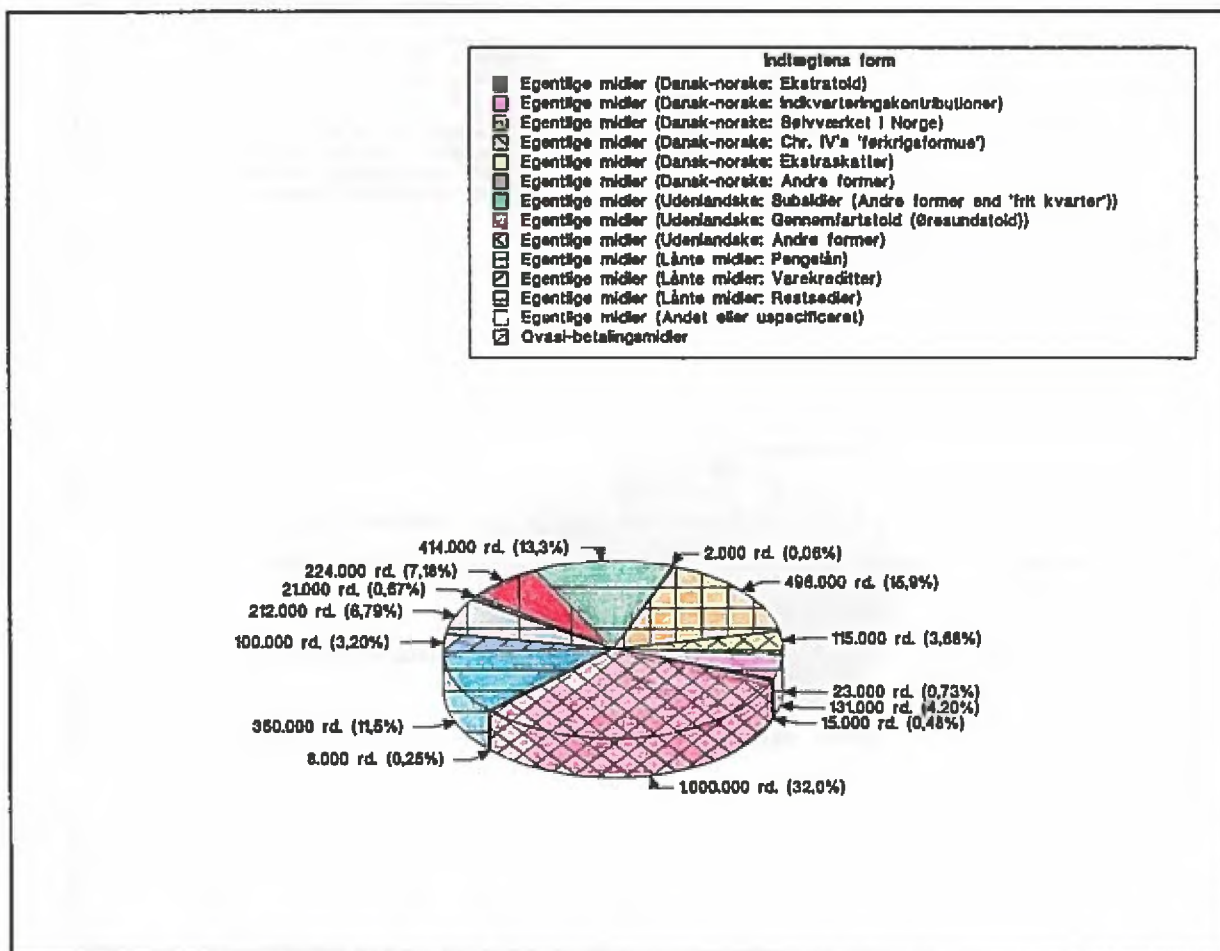 Indtægtens form
Egentlige midler (Dansk-norske: Ekstratold)
Egentlige midler (Dansk-norske: Indkvarteringskontributioner)
Egentlige midler (Dansk-norske: Sølvværket i Norge)
Egentlige midler (Dansk-norske: Chr. IV's 'førkrigsformue')
Egentlige midler (Dansk-norske: Ekstraskatter)
Egentlige midler (Dansk-norske: Andre former)
Egentlige midler (Udenlandske: Subsidier (Andre former end 'frit kvarter'))
Egentlige midler (Udenlandske: Gennemfartstold (Øresundstold))
Egentlige midler (Udenlandske: Andre former)
Egentlige midler (Lånte midler: Pengelån)
Egentlige midler (Lånte midler: Varekreditter)
Egentlige midler (Lånte midler: Restsedler)
Egentlige midler (Andet eller uspecificeret)
Qvasi-betalingsmidler
414.000 rd. (13,3%)
2.000 rd. (0,06%)
224.000 rd. (7,18%)
496.000 rd. (15,9%)
21.000 rd. (0,67%)
212.000 rd. (6,79%)
100.000 rd. (3,20%)
115.000 rd. (3,68%)
23.000 rd. (0,73%)
131.000 rd. (4,20%)
15.000 rd. (0,48%)
360.000 rd. (11,5%)
8.000 rd. (0,25%)
1.000.000 rd. (32,0%)